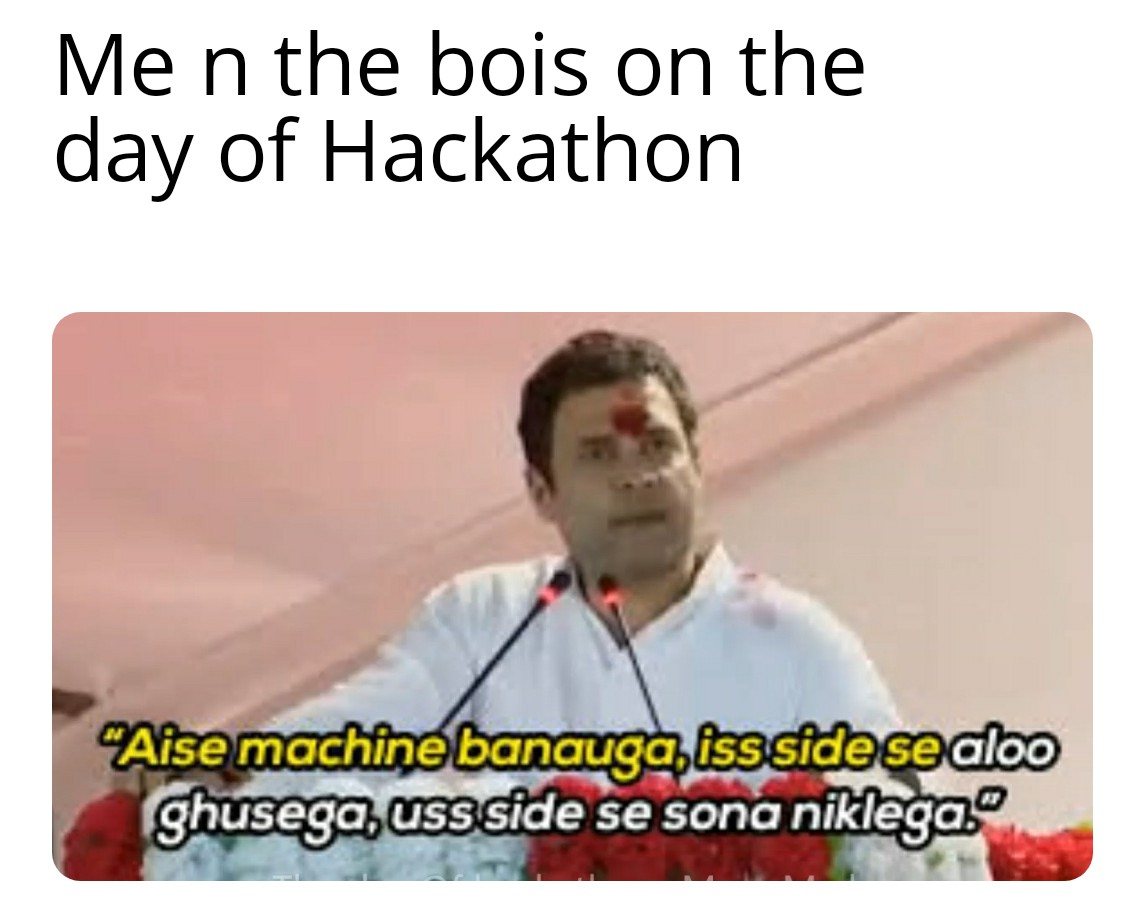 Me n the bois on the
day of Hackathon
“Aise machine banauga, iss side se aloo
ghusega, uss side se sona niklega.”